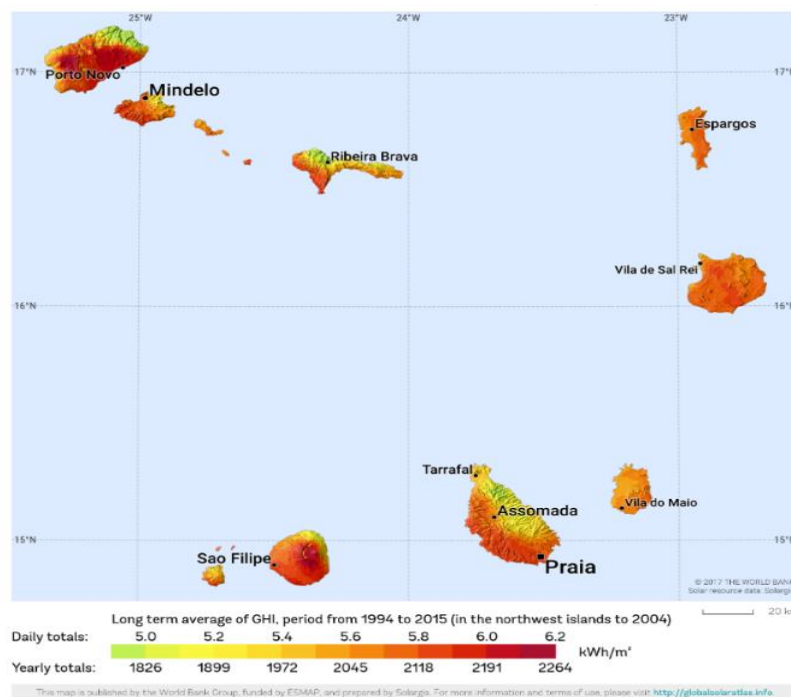 25°W 24°W 23°W
17°N 17°N
Porto Novo
Mindelo
Espargos
Ribeira Brava
Vila de Sal Rei
16°N 16°N
Tarrafal
Assomada
Vila do Maio
15°N 15°N
Sao Filipe
Praia
© 2017 THE WORLD BANK
Solar resource data: Solargis
20 k
Long term average of GHI, period from 1994 to 2015 (in the northwest islands to 2004)
Daily totals: 5.0 5.2 5.4 5.6 5.8 6.0 6.2
kWh/m²
Yearly totals: 1826 1899 1972 2045 2118 2191 2264
This map is published by the World Bank Group, funded by ESMAP, and prepared by Solargis. For more information and terms of use, please visit http://globalsolaratlas.info.